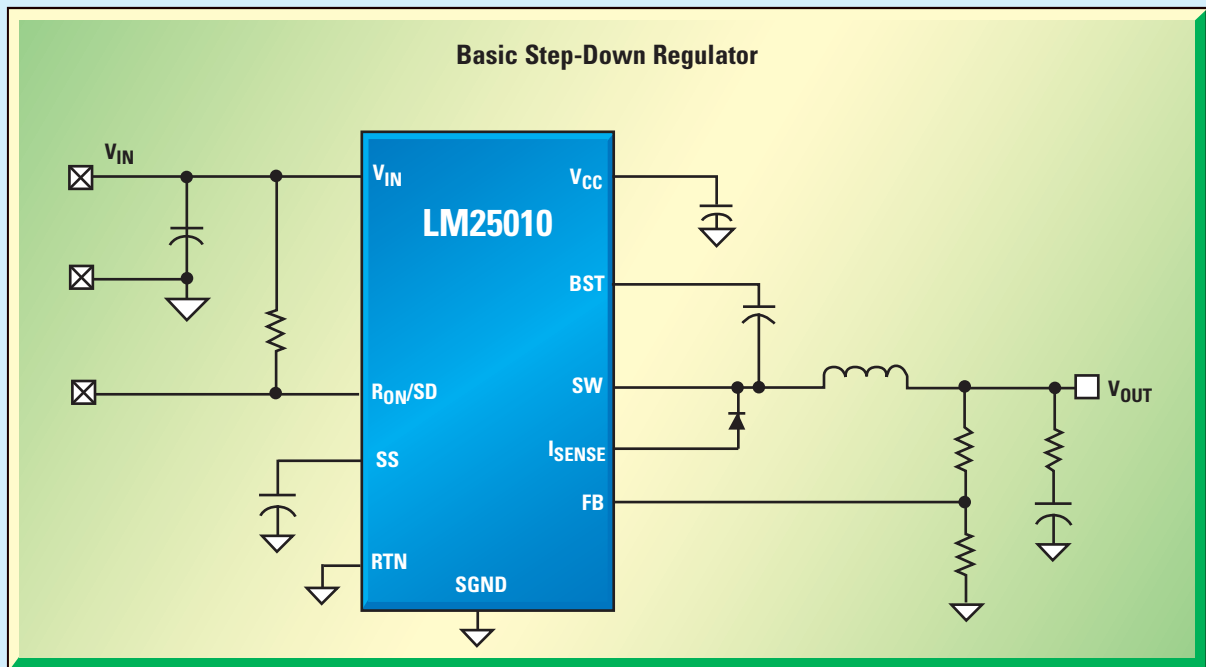 Basic Step-Down Regulator
VIN
VIN
VCC
LM25010
BST
RON/SD
SW
VOUT
ISENSE
SS
FB
RTN
SGND